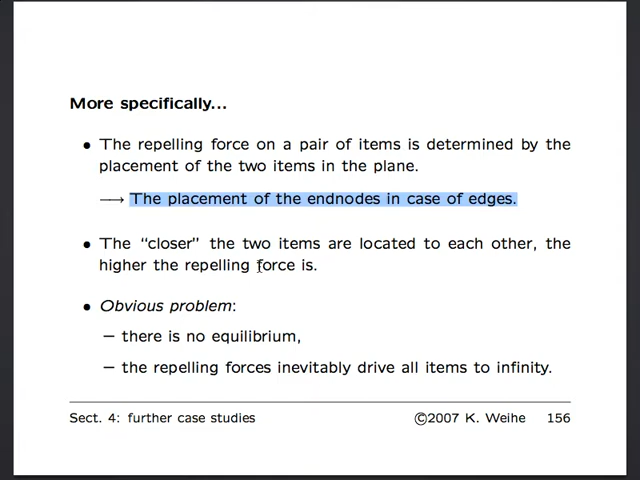 More specifically...
• The repelling force on a pair of items is determined by the
placement of the two items in the plane.
⟶ The placement of the endnodes in case of edges.
• The “closer” the two items are located to each other, the
higher the repelling force is.
• Obvious problem:
– there is no equilibrium,
– the repelling forces inevitably drive all items to infinity.
Sect. 4: further case studies ©2007 K. Weihe 156